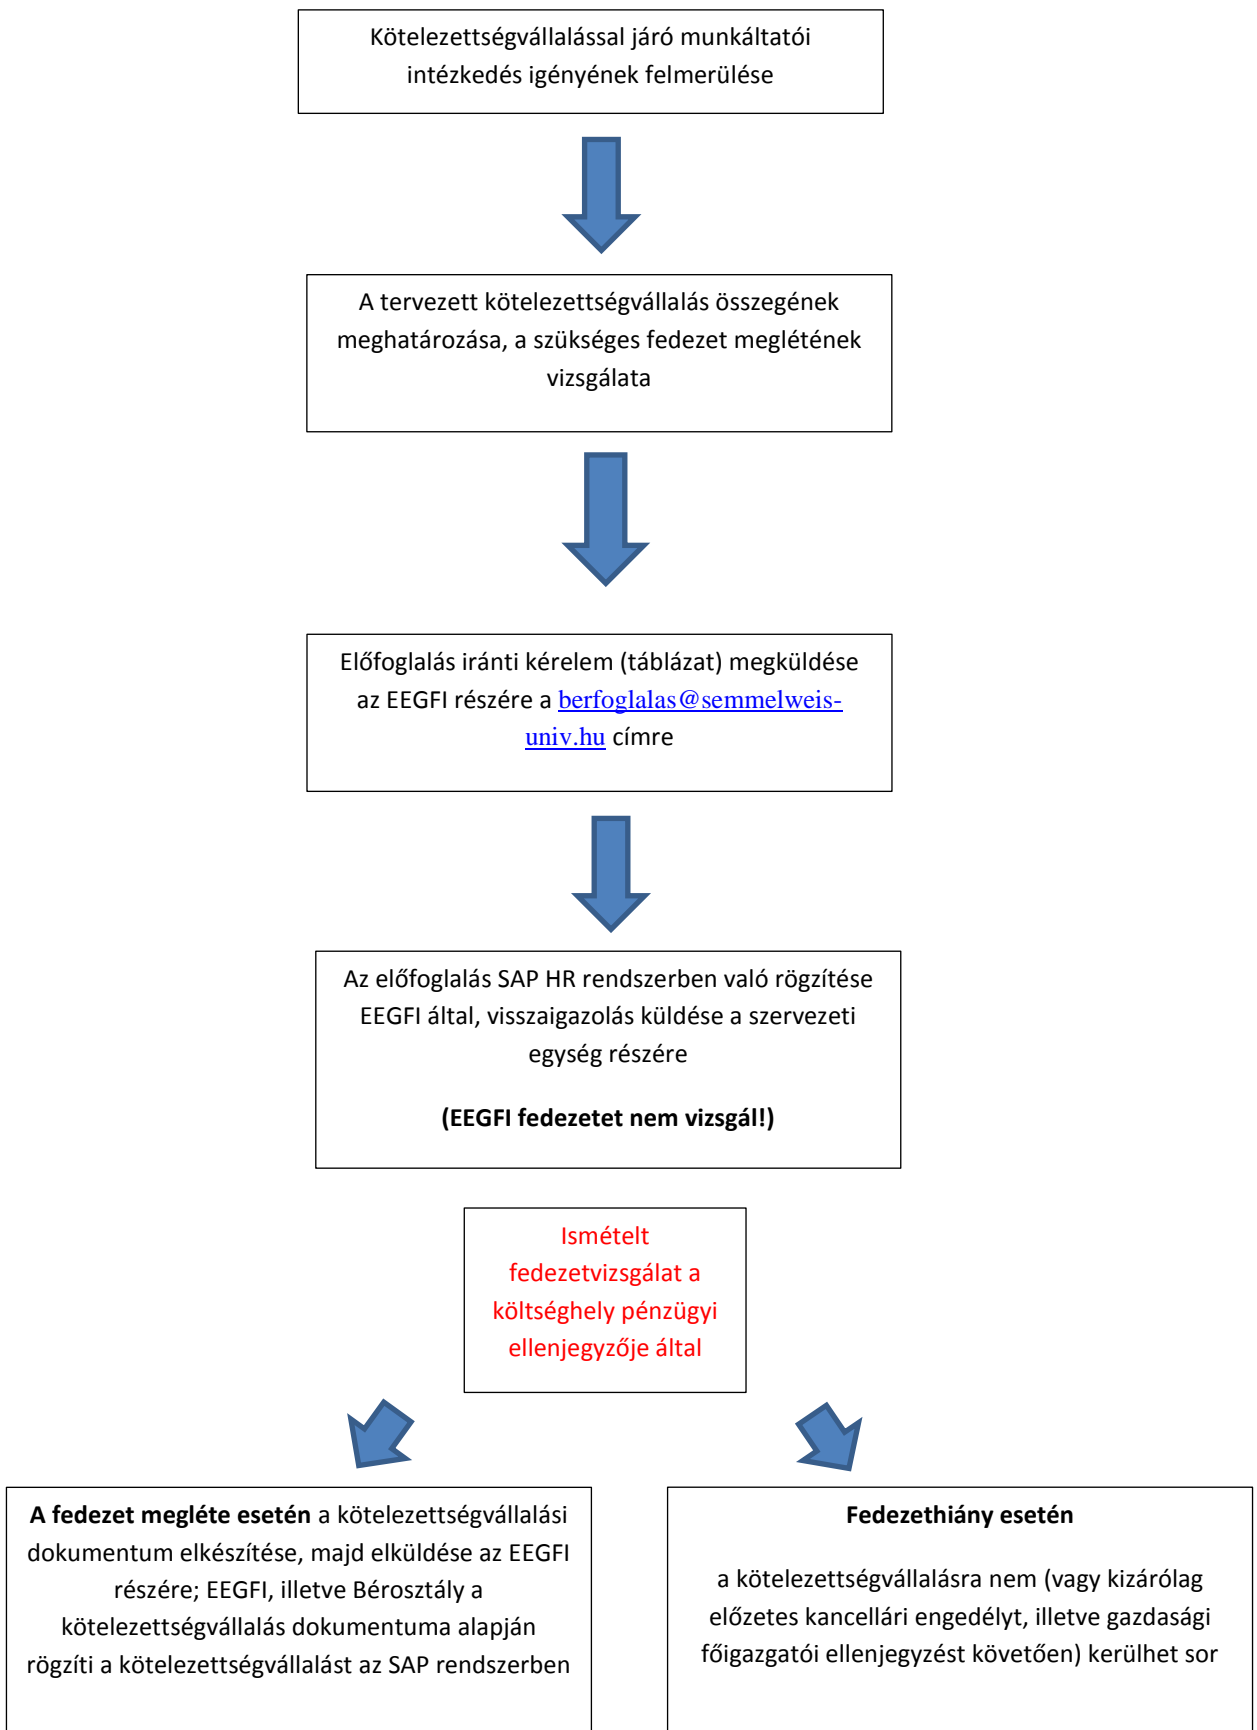 Kötelezettségvállalással járó munkáltatói
intézkedés igényének felmerülése
A tervezett kötelezettségvállalás összegének
meghatározása, a szükséges fedezet meglétének
vizsgálata
Előfoglalás iránti kérelem (táblázat) megküldése
az EEGFI részére a berfoglalas@semmelweis-
univ.hu címre
Az előfoglalás SAP HR rendszerben való rögzítése
EEGFI által, visszaigazolás küldése a szervezeti
egység részére
(EEGFI fedezetet nem vizsgál!)
Ismételt
fedezetvizsgálat a
költséghely pénzügyi
ellenjegyzője által
A fedezet megléte esetén a kötelezettségvállalási
dokumentum elkészítése, majd elküldése az EEGFI
részére; EEGFI, illetve Bérosztály a
kötelezettségvállalás dokumentuma alapján
rögzíti a kötelezettségvállalást az SAP rendszerben
Fedezethiány esetén
a kötelezettségvállalásra nem (vagy kizárólag
előzetes kancellári engedélyt, illetve gazdasági
főigazgatói ellenjegyzést követően) kerülhet sor